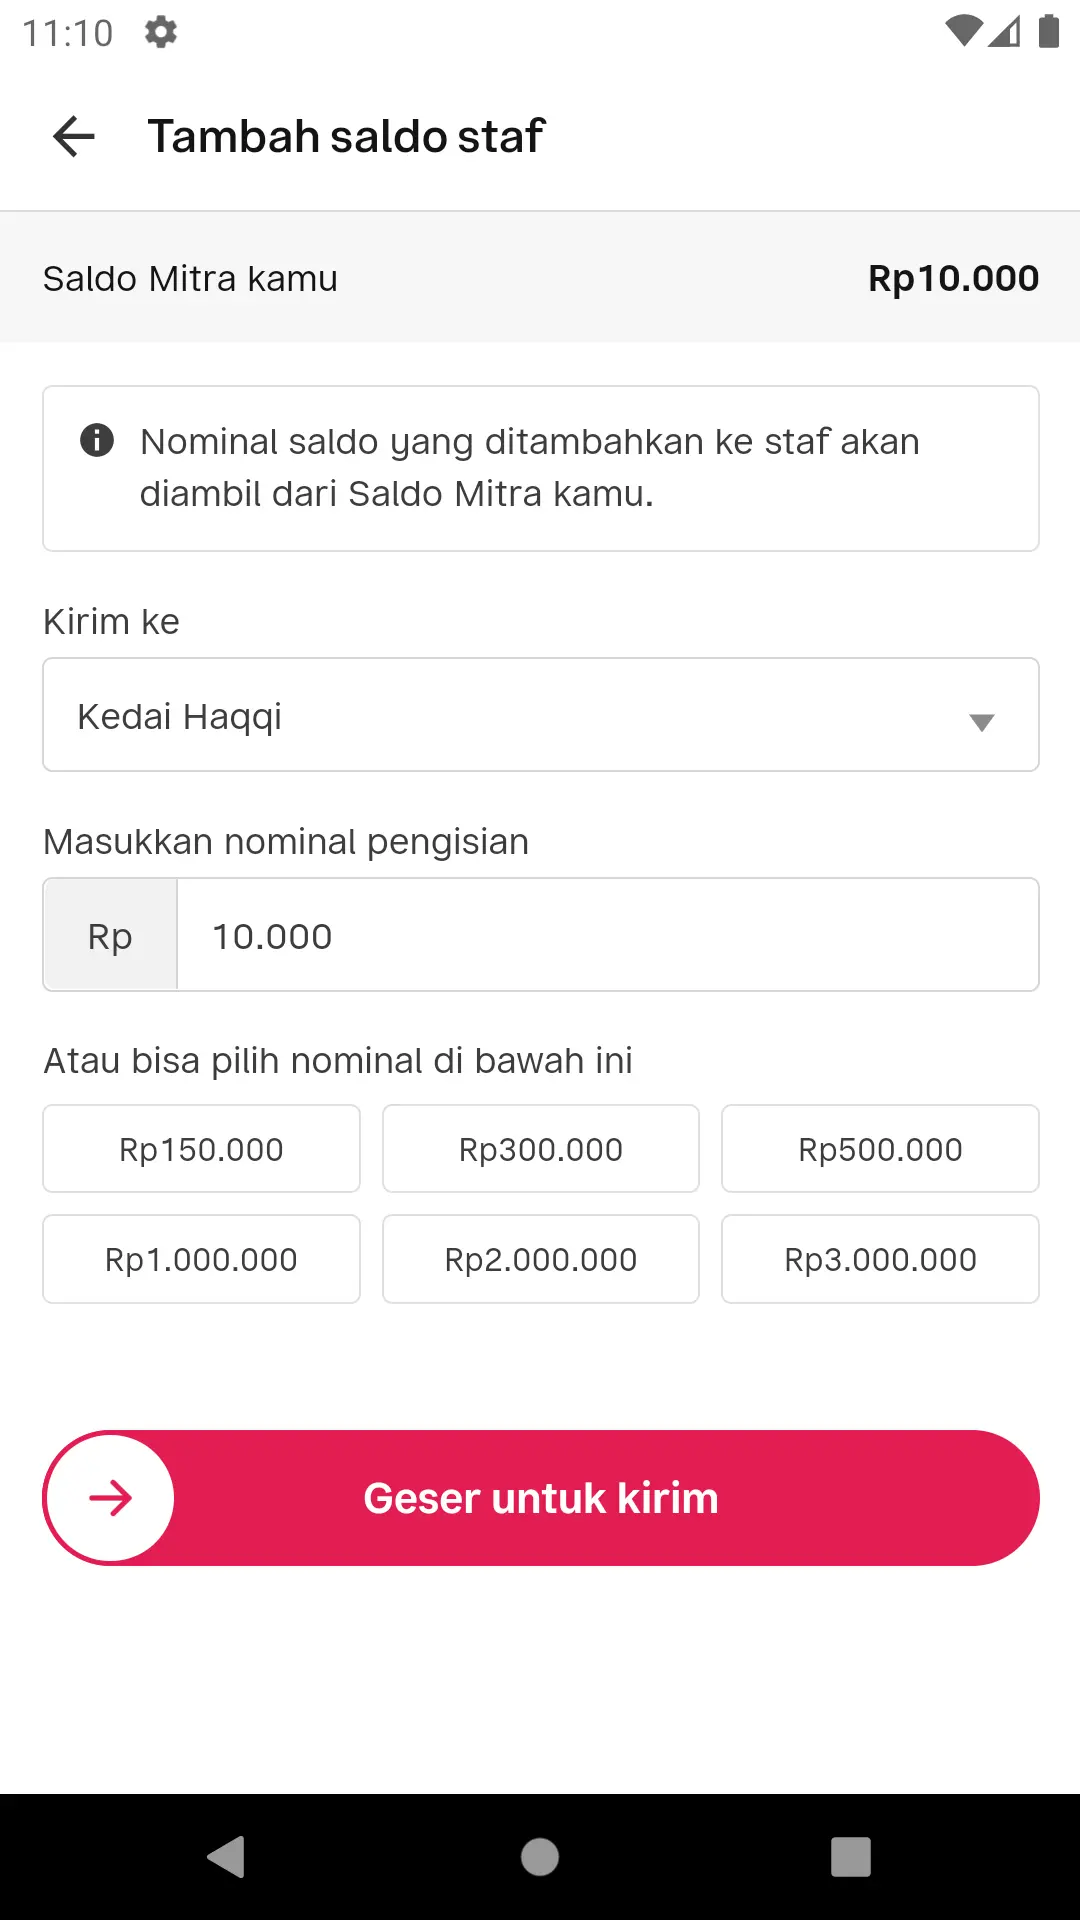 11:10
Tambah saldo staf
Saldo Mitra kamu
Rp10.000
Nominal saldo yang ditambahkan ke staf akan
diambil dari Saldo Mitra kamu.
Kirim ke
Kedai Haqqi
Masukkan nominal pengisian
Rp 10.000
Atau bisa pilih nominal di bawah ini
Rp150.000 Rp300.000 Rp500.000
Rp1.000.000 Rp2.000.000 Rp3.000.000
Geser untuk kirim